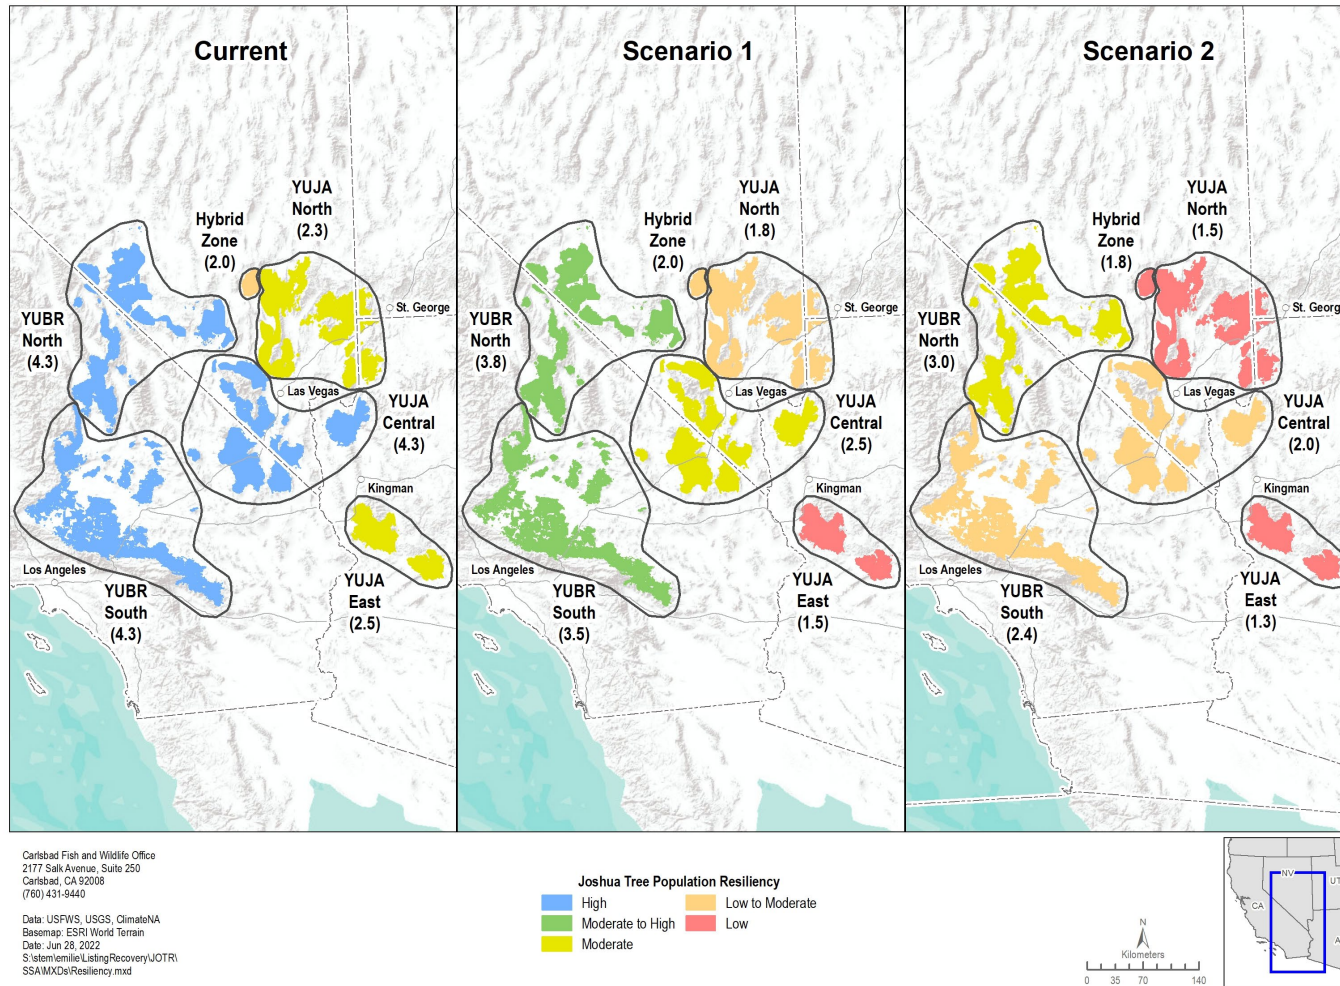 Current
YUJA
North
(2.3)
Hybrid
Zone
(2.0)
St. George
YUBR
North
(4.3)
Las Vegas
YUJA
Central
(4.3)
Kingman
Los Angeles
YUBR
South
(4.3)
YUJA
East
(2.5)
Scenario 1
YUJA
North
(1.8)
Hybrid
Zone
(2.0)
St. George
YUBR
North
(3.8)
Las Vegas
YUJA
Central
(2.5)
Kingman
Los Angeles
YUBR
South
(3.5)
YUJA
East
(1.5)
Scenario 2
YUJA
North
(1.5)
Hybrid
Zone
(1.8)
St. George
YUBR
North
(3.0)
Las Vegas
YUJA
Central
(2.0)
Kingman
Los Angeles
YUBR
South
(2.4)
YUJA
East
(1.3)
Carlsbad Fish and Wildlife Office
2177 Salk Avenue, Suite 250
Carlsbad, CA 92008
(760) 431-9440
Data: USFWS, USGS, ClimateNA
Basemap: ESRI World Terrain
Date: Jun 28, 2022
S:\stem\emilie\ListingRecovery\JOTR\
SSA\MXDs\Resiliency.mxd
Joshua Tree Population Resiliency
High
Moderate to High
Moderate
Low to Moderate
Low
N
Kilometers
0 35 70 140
NV
UT
CA
A